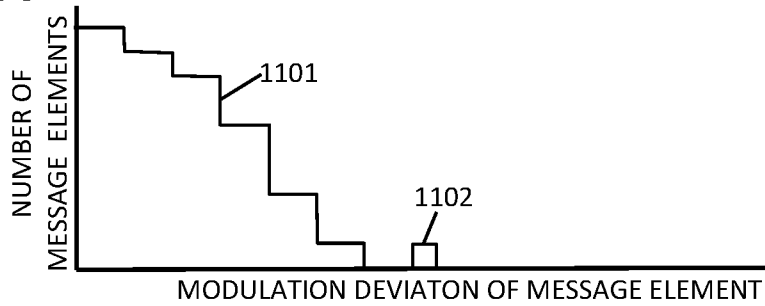 NUMBER OF
MESSAGE ELEMENTS
1101
1102
MODULATION DEVIATON OF MESSAGE ELEMENT